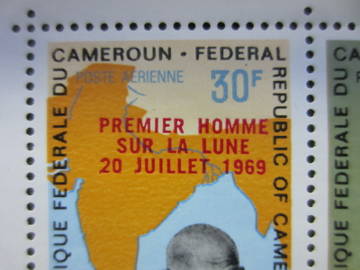 CAMEROUN · FEDERAL
POSTE AERIENNE
30F
PREMIER HOMME
SUR LA LUNE
20 JUILLET 1969
IQUE FEDERALE DU
REPUBLIC OF CAME